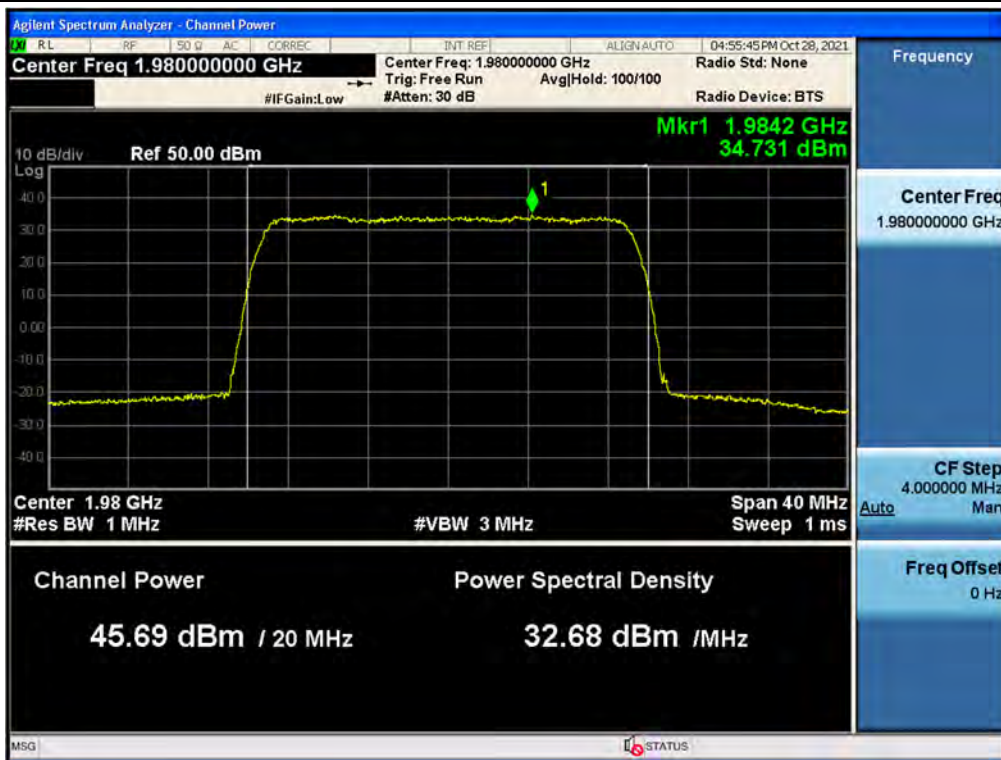 Agilent Spectrum Analyzer - Channel Power
LXI RL RF 50 Ω AC CORREC INT REF ALIGN AUTO 04:55:45 PM Oct 28, 2021
Center Freq 1.980000000 GHz
Center Freq: 1.980000000 GHz
Radio Std: None
Trig: Free Run Avg|Hold: 100/100
#IFGain:Low #Atten: 30 dB Radio Device: BTS
Mkr1 1.9842 GHz
34.731 dBm
10 dB/div Ref 50.00 dBm
Log
40.0
30.0
20.0
10.0
0.00
-10.0
-20.0
-30.0
-40.0
1
Center 1.98 GHz Span 40 MHz
#Res BW 1 MHz #VBW 3 MHz Sweep 1 ms
Channel Power Power Spectral Density
45.69 dBm / 20 MHz 32.68 dBm /MHz
MSG STATUS
Frequency
Center Freq
1.980000000 GHz
CF Step
4.000000 MHz
Auto Man
Freq Offset
0 Hz